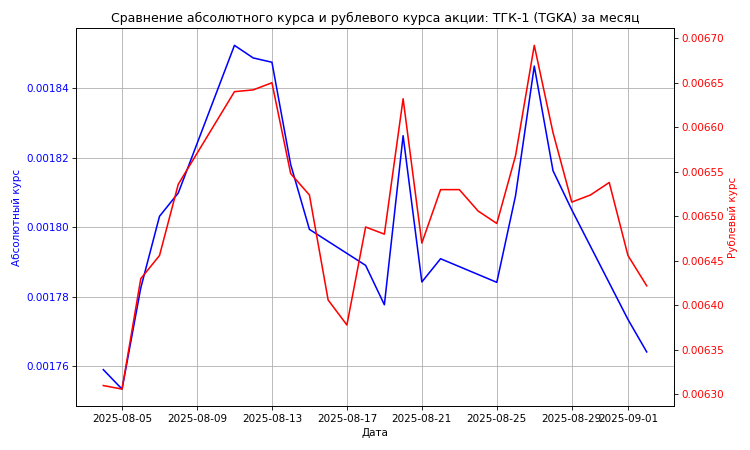 Сравнение абсолютного курса и рублевого курса акции: ТГК-1 (TGKA) за месяц
0.00184
0.00182
0.00180
0.00178
0.00176
Абсолютный курс
0.00670
0.00665
0.00660
0.00655
0.00650
0.00645
0.00640
0.00635
0.00630
Рублевый курс
2025-08-05 2025-08-09 2025-08-13 2025-08-17 2025-08-21 2025-08-25 2025-08-29 2025-09-01
Дата